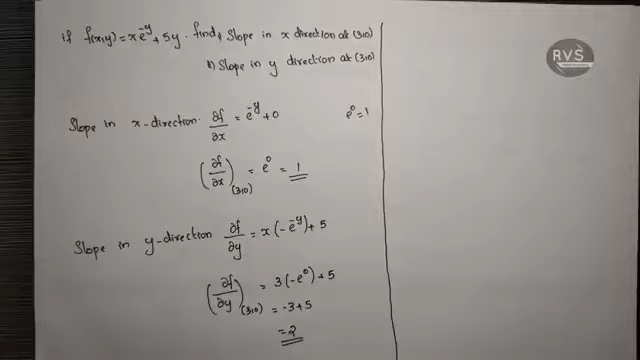 if f(x,y) = xe^-y + 5y. find i, Slope in x direction at (3,0)
ii) Slope in y direction at (3,0)
RVS
Slope in x-direction. ∂f/∂x = e^-y + 0 e^0 = 1
(∂f/∂x)(3,0) = e^0 = 1
Slope in y-direction ∂f/∂y = x(-e^-y) + 5
(∂f/∂y)(3,0) = 3(-e^0) + 5
= -3+5
= 2